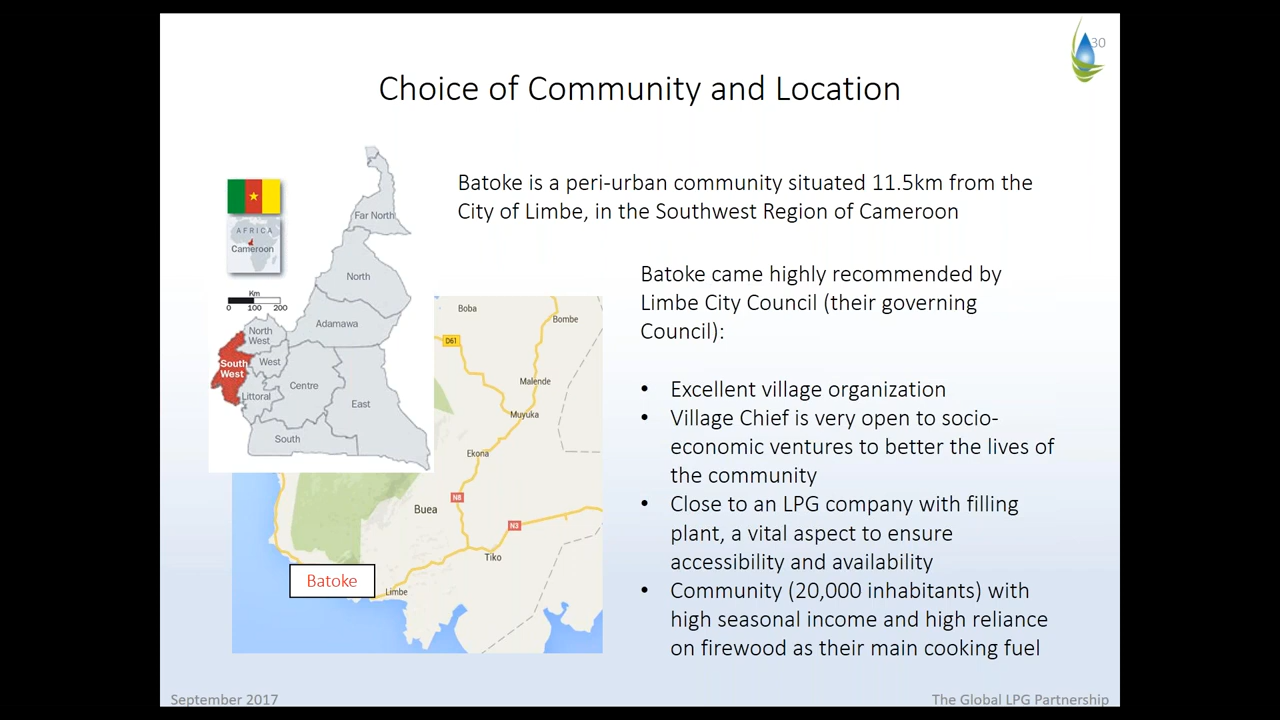 30
Choice of Community and Location
Batoke is a peri-urban community situated 11.5km from the
City of Limbe, in the Southwest Region of Cameroon
Batoke came highly recommended by
Limbe City Council (their governing
Council):
• Excellent village organization
• Village Chief is very open to socio-
economic ventures to better the lives of
the community
• Close to an LPG company with filling
plant, a vital aspect to ensure
accessibility and availability
• Community (20,000 inhabitants) with
high seasonal income and high reliance
on firewood as their main cooking fuel
AFRICA
Cameroon
Km
0 100 200
Far North
North
Adamawa
North
West
West
South
West
Littoral
Centre
East
South
Boba
Bombe
D61
Malende
Muyuka
Ekona
N8
Buea
N3
Tiko
Batoke
Limbe
September 2017
The Global LPG Partnership